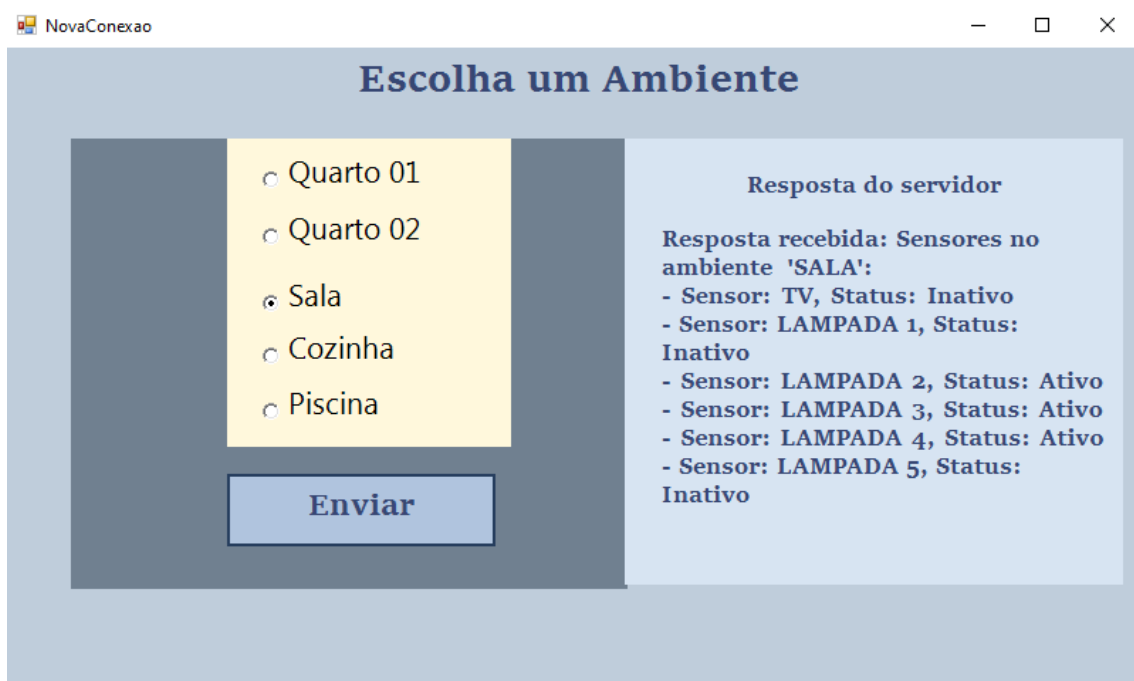 NovaConexao
Escolha um Ambiente
Quarto 01
Quarto 02
Sala
Cozinha
Piscina
Enviar
Resposta do servidor
Resposta recebida: Sensores no
ambiente 'SALA':
- Sensor: TV, Status: Inativo
- Sensor: LAMPADA 1, Status:
Inativo
- Sensor: LAMPADA 2, Status: Ativo
- Sensor: LAMPADA 3, Status: Ativo
- Sensor: LAMPADA 4, Status: Ativo
- Sensor: LAMPADA 5, Status:
Inativo